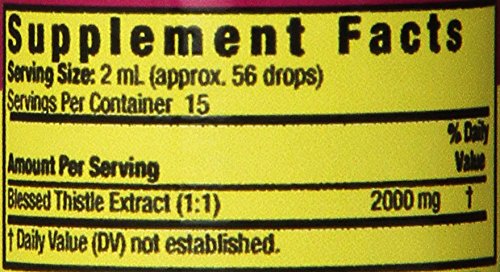 Supplement Facts
Serving Size: 2 mL (approx. 56 drops)
Servings Per Container 15
% Daily
Amount Per Serving Value
Blessed Thistle Extract (1:1) 2000 mg †
† Daily Value (DV) not established.